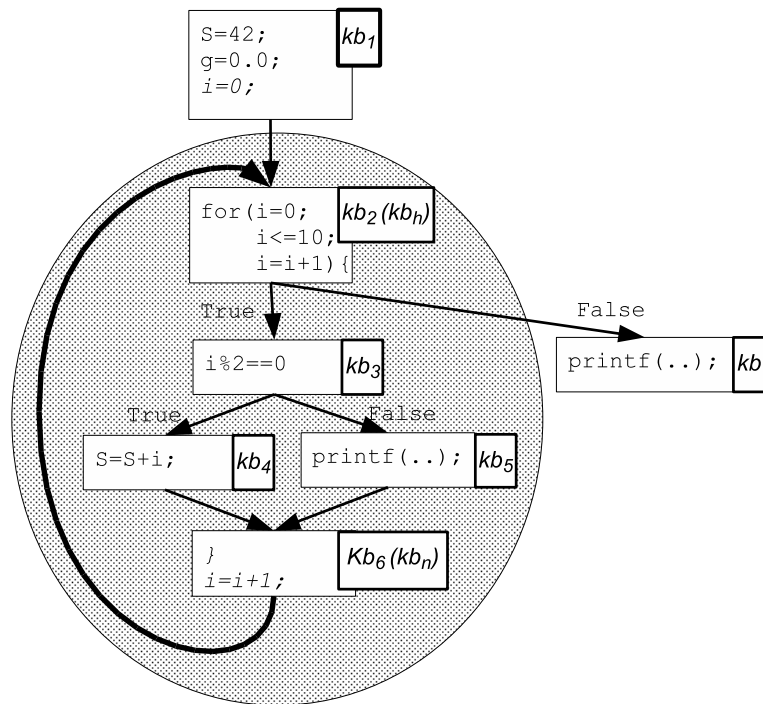 S=42;
g=0.0;
i=0;
kb1
for(i=0;
i<=10;
i=i+1){
kb2(kbh)
True
False
i%2==0
kb3
printf(..);
kb
True
False
S=S+i;
kb4
printf(..);
kb5
}
i=i+1;
Kb6(kbn)